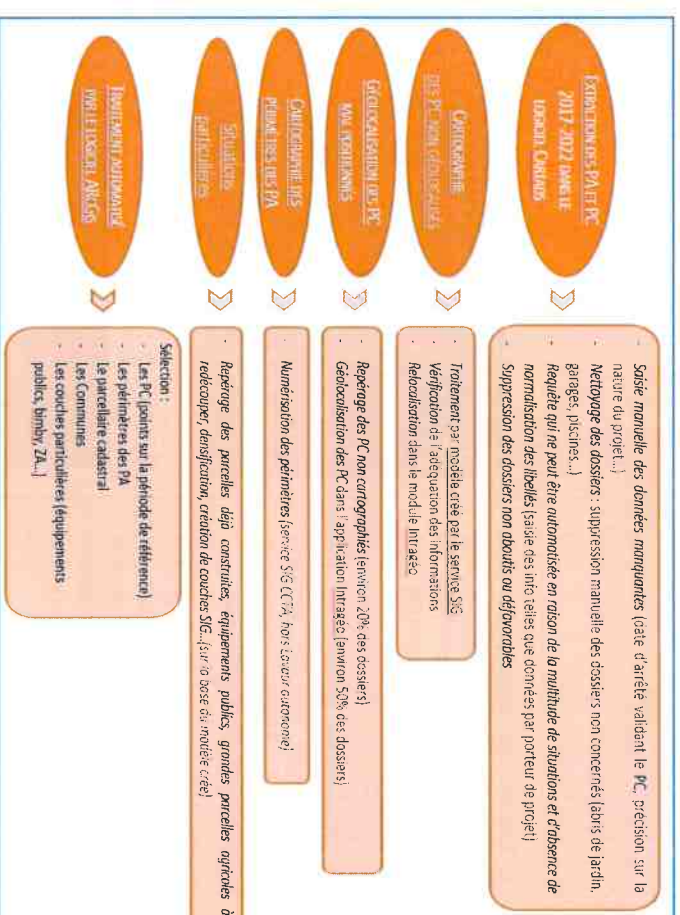 EXTRACTION DES PA ET PC
2017-2022 DANS LE
LOGICIEL CARTADS
- Saisie manuelle des données manquantes (date d'arrêté validant le PC, précision sur la
nature du projet...)
- Nettoyage des dossiers : suppression manuelle des dossiers non concernés (abris de jardin,
garages, piscines...)
- Requête qui ne peut être automatisée en raison de la multitude de situations et d'absence de
normalisation des libellés (saisie des info telles que données par porteur de projet)
- Suppression des dossiers non aboutis ou défavorables
CARTOGRAPHIE
DES PC NON GÉOLOCALISÉS
- Traitement par modèle créé par le service SIG
- Vérification de l'adéquation des informations
- Relocalisation dans le module Intragéo
GÉOLOCALISATION DES PC
MAL POSITIONNÉS
- Repérage des PC non cartographiés (environ 20% des dossiers)
- Géolocalisation des PC dans l'application Intragéo (environ 50% des dossiers)
CARTOGRAPHIE DES
PÉRIMÈTRES DES PA
- Numérisation des périmètres (service SIG CCTA, hors Lavaur autonome)
Situations
particulières
- Repérage des parcelles déjà construites, équipements publics, grandes parcelles agricoles à
redécouper, densification, création de couches SIG...(sur la base du modèle crée)
TRAITEMENT AUTOMATISÉ
PAR LE LOGICIEL ARCGIS
Sélection :
- Les PC (points sur la période de référence)
- Les périmètres des PA
- Le parcellaire cadastral
- Les Communes
- Les couches particulières (équipements
publics, bimby, ZA...)